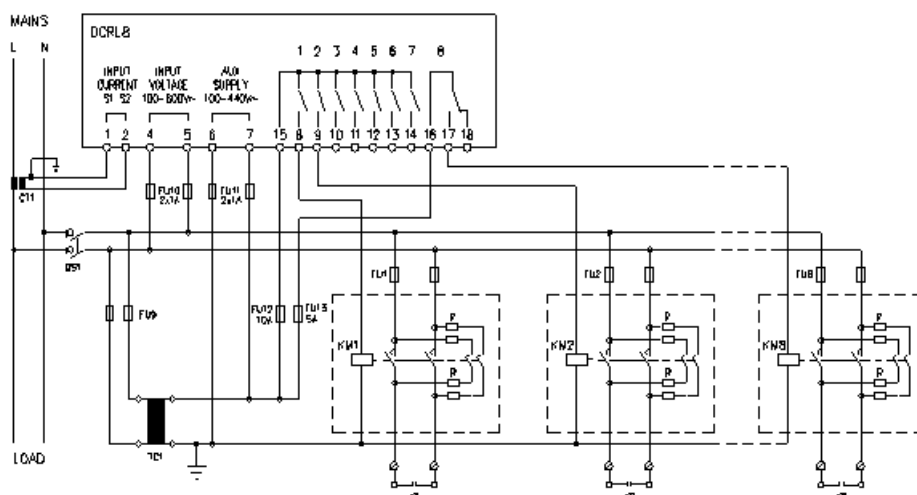 MAINS
L N
DCRL8
1 2 3 4 5 6 7 8
INPUT CURRENT
S1 S2
INPUT VOLTAGE
100-600V~
AUX SUPPLY
100-440V~
1 2 4 5 6 7 15 8 9 10 11 12 13 14 16 17 18
CT1
FU10
2x1A
FU11
2x1A
QS1
FU9
FU12
10A
FU13
5A
FU1
FU2
FU8
KM1
R
R
KM2
R
R
KM8
R
R
TC1
LOAD